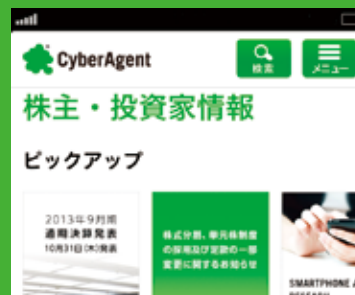 CyberAgent
検索
メニュー
株主・投資家情報
ピックアップ
2013年9月期
通期決算発表
10月31日(木)発表
株式分割、単元株制度
の採用及び定款の一部
変更に関するお知らせ
SMARTPHONE